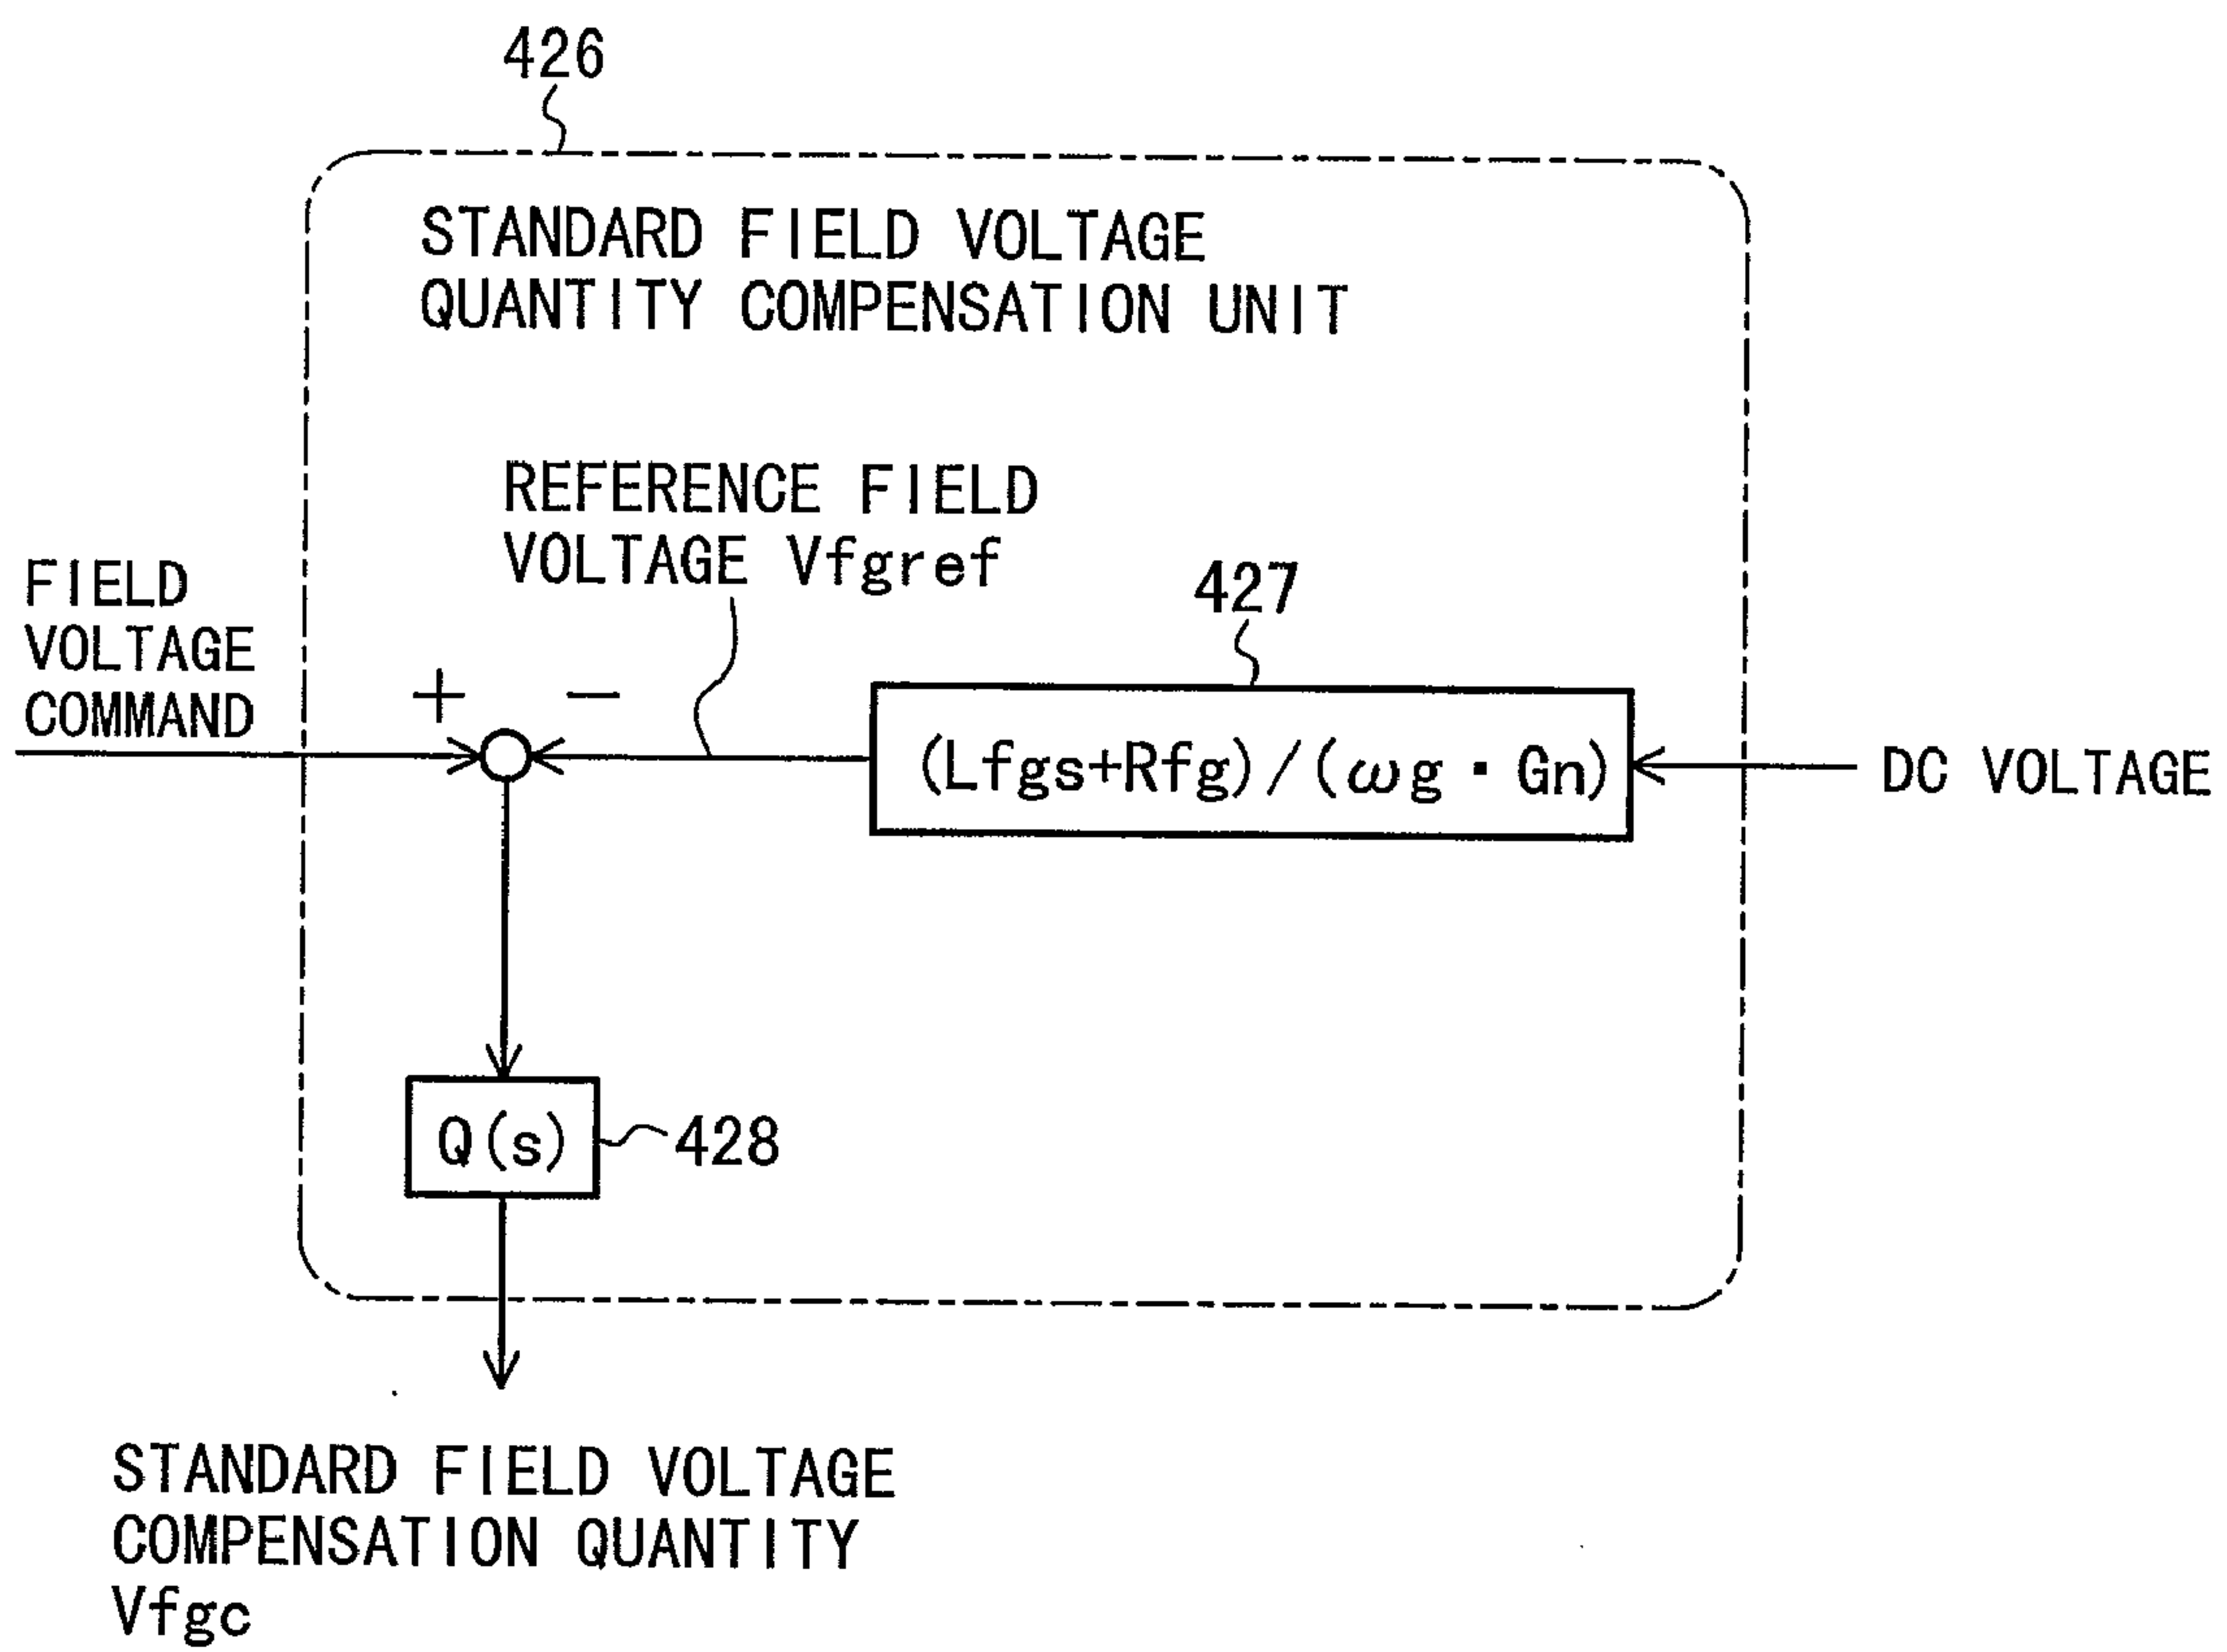 426
STANDARD FIELD VOLTAGE
QUANTITY COMPENSATION UNIT
REFERENCE FIELD
VOLTAGE Vfgref
FIELD
VOLTAGE
COMMAND
427
+ −
(Lfgs+Rfg)/(ωg・Gn)
DC VOLTAGE
Q(s)
428
STANDARD FIELD VOLTAGE
COMPENSATION QUANTITY
Vfgc